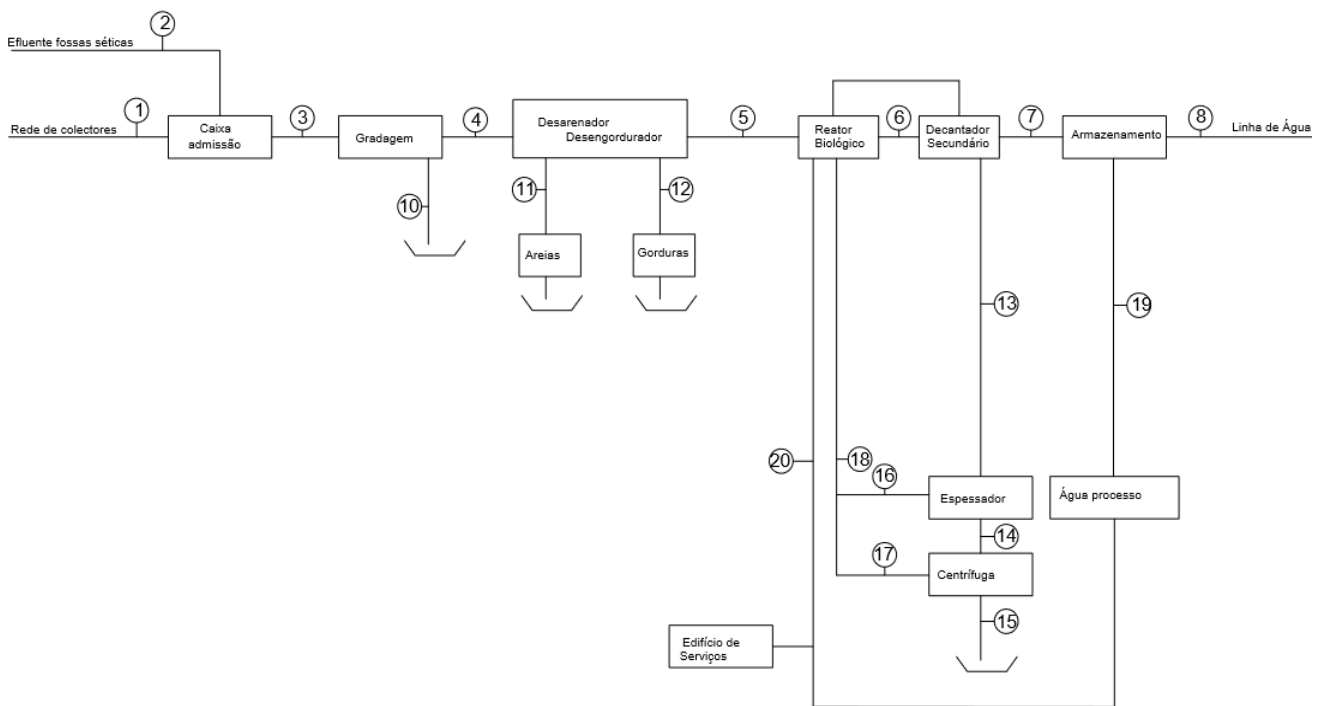 2
Efluente fossas séticas
1
3
4
5
6
7
8
Rede de colectores
Caixa
admissão
Gradagem
Desarenador
Desengordurador
Reator
Biológico
Decantador
Secundário
Armazenamento
Linha de Água
10
11
12
Areias
Gorduras
13
19
20
18
16
Espessador
Água processo
14
17
Centrífuga
15
Edifício de
Serviços